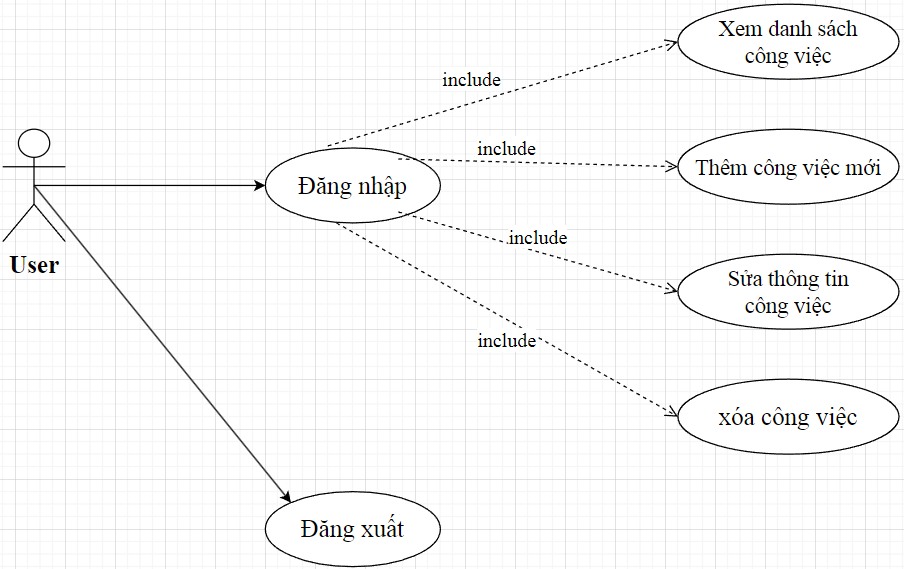 Xem danh sách
công việc
include
include
Thêm công việc mới
Đăng nhập
include
User
Sửa thông tin
công việc
include
xóa công việc
Đăng xuất